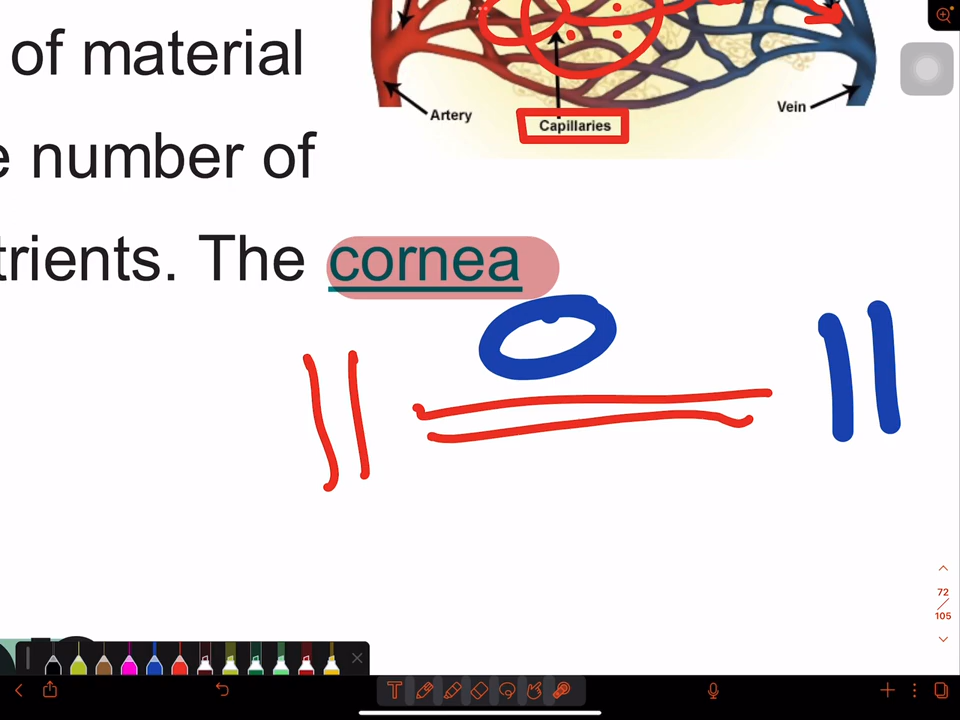 of material
Artery
Capillaries
Vein
e number of
trients. The cornea
72
105
T